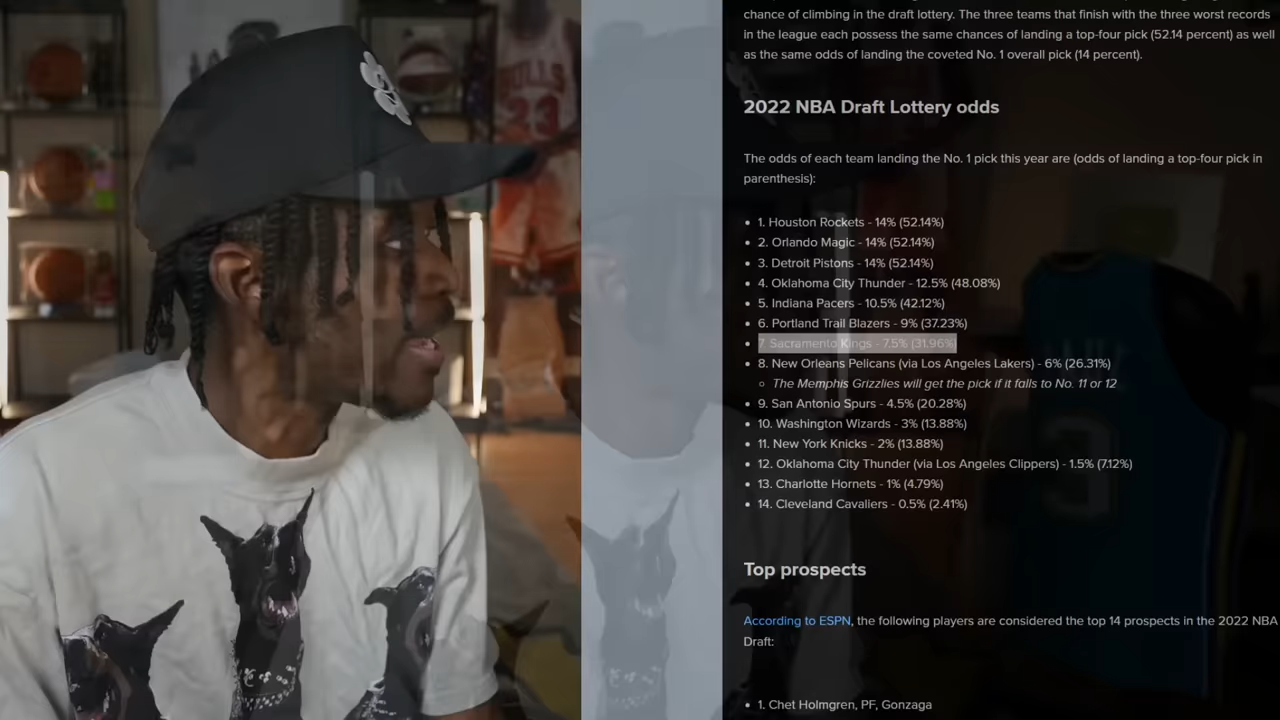 chance of climbing in the draft lottery. The three teams that finish with the three worst records
in the league each possess the same chances of landing a top-four pick (52.14 percent) as well
as the same odds of landing the coveted No. 1 overall pick (14 percent).
2022 NBA Draft Lottery odds
The odds of each team landing the No. 1 pick this year are (odds of landing a top-four pick in
parenthesis):
1. Houston Rockets - 14% (52.14%)
2. Orlando Magic - 14% (52.14%)
3. Detroit Pistons - 14% (52.14%)
4. Oklahoma City Thunder - 12.5% (48.08%)
5. Indiana Pacers - 10.5% (42.12%)
6. Portland Trail Blazers - 9% (37.23%)
7. Sacramento Kings - 7.5% (31.96%)
8. New Orleans Pelicans (via Los Angeles Lakers) - 6% (26.31%)
The Memphis Grizzlies will get the pick if it falls to No. 11 or 12
9. San Antonio Spurs - 4.5% (20.28%)
10. Washington Wizards - 3% (13.88%)
11. New York Knicks - 2% (13.88%)
12. Oklahoma City Thunder (via Los Angeles Clippers) - 1.5% (7.12%)
13. Charlotte Hornets - 1% (4.79%)
14. Cleveland Cavaliers - 0.5% (2.41%)
Top prospects
According to ESPN, the following players are considered the top 14 prospects in the 2022 NBA
Draft:
1. Chet Holmgren, PF, Gonzaga
BULLS
23
3